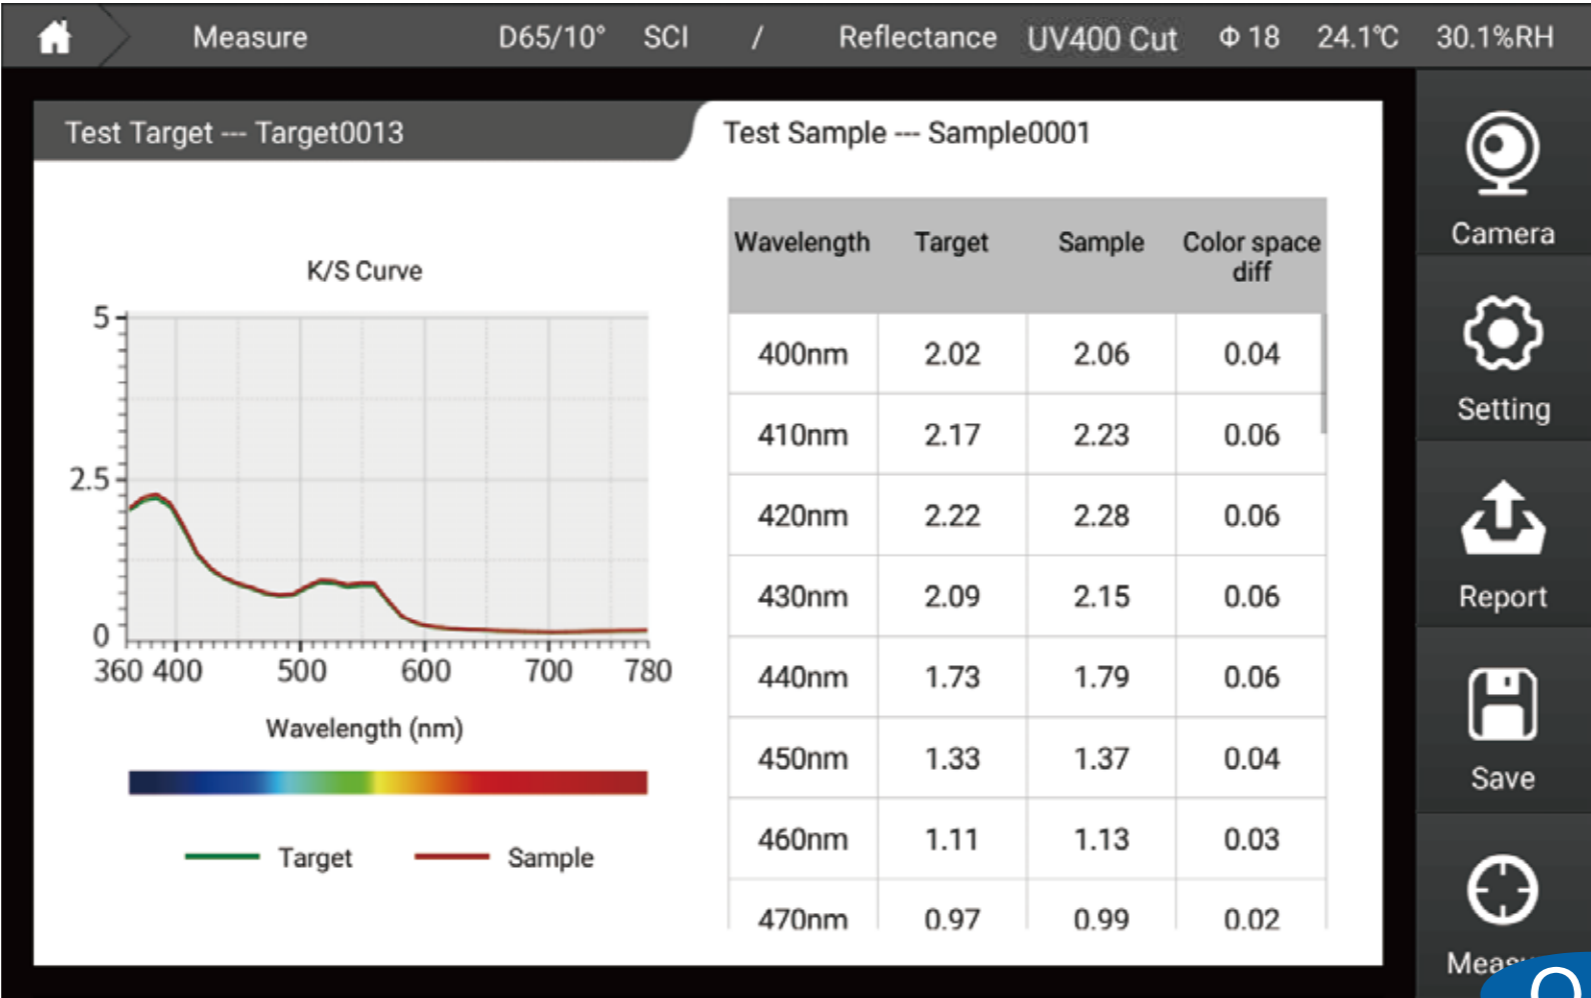 Measure D65/10° SCI / Reflectance UV400 Cut Φ 18 24.1℃ 30.1%RH
Test Target --- Target0013
Test Sample --- Sample0001
K/S Curve
5
2.5
0
360 400 500 600 700 780
Wavelength (nm)
Target Sample
Wavelength Target Sample Color space
diff
400nm 2.02 2.06 0.04
410nm 2.17 2.23 0.06
420nm 2.22 2.28 0.06
430nm 2.09 2.15 0.06
440nm 1.73 1.79 0.06
450nm 1.33 1.37 0.04
460nm 1.11 1.13 0.03
470nm 0.97 0.99 0.02
Camera
Setting
Report
Save